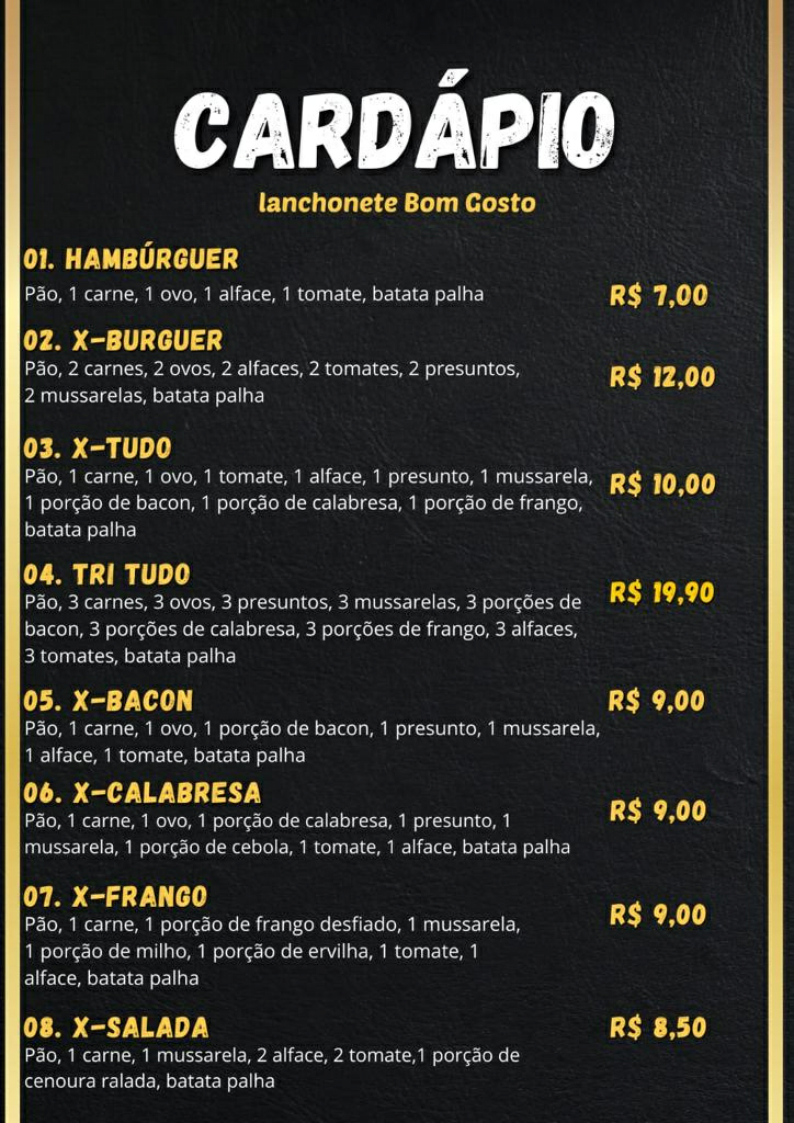 CARDÁPIO
lanchonete Bom Gosto
01. HAMBÚRGUER
Pão, 1 carne, 1 ovo, 1 alface, 1 tomate, batata palha
R$ 7,00
02. X-BURGUER
Pão, 2 carnes, 2 ovos, 2 alfaces, 2 tomates, 2 presuntos,
2 mussarelas, batata palha
R$ 12,00
03. X-TUDO
Pão, 1 carne, 1 ovo, 1 tomate, 1 alface, 1 presunto, 1 mussarela,
1 porção de bacon, 1 porção de calabresa, 1 porção de frango,
batata palha
R$ 10,00
04. TRI TUDO
Pão, 3 carnes, 3 ovos, 3 presuntos, 3 mussarelas, 3 porções de
bacon, 3 porções de calabresa, 3 porções de frango, 3 alfaces,
3 tomates, batata palha
R$ 19,90
05. X-BACON
R$ 9,00
Pão, 1 carne, 1 ovo, 1 porção de bacon, 1 presunto, 1 mussarela,
1 alface, 1 tomate, batata palha
06. X-CALABRESA
Pão, 1 carne, 1 ovo, 1 porção de calabresa, 1 presunto, 1
mussarela, 1 porção de cebola, 1 tomate, 1 alface, batata palha
R$ 9,00
07. X-FRANGO
Pão, 1 carne, 1 porção de frango desfiado, 1 mussarela,
1 porção de milho, 1 porção de ervilha, 1 tomate, 1
alface, batata palha
R$ 9,00
08. X-SALADA
R$ 8,50
Pão, 1 carne, 1 mussarela, 2 alface, 2 tomate,1 porção de
cenoura ralada, batata palha